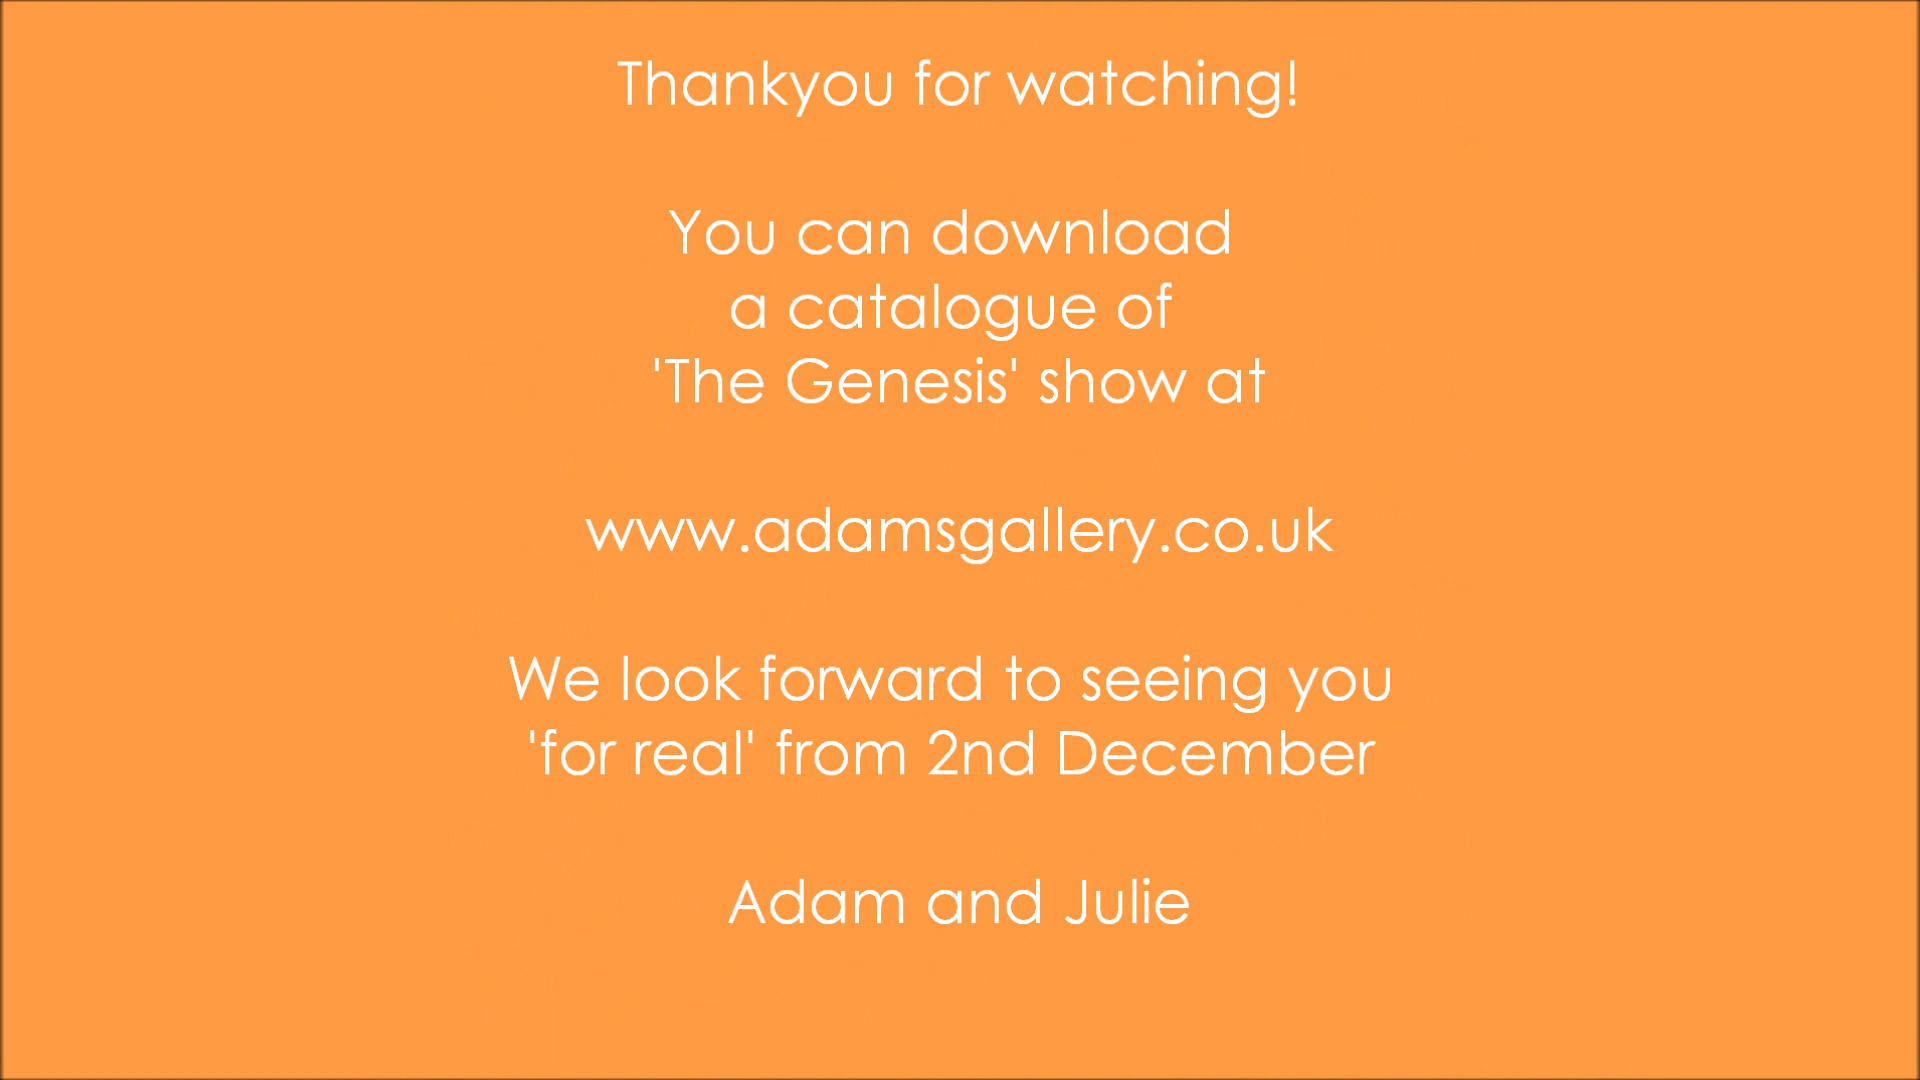 Thankyou for watching!
You can download
a catalogue of
'The Genesis' show at
www.adamsgallery.co.uk
We look forward to seeing you
'for real' from 2nd December
Adam and Julie